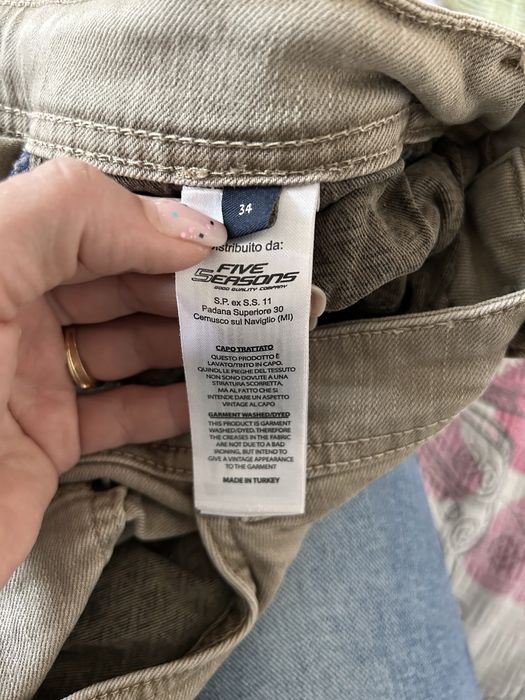 34
istribuito da:
FIVE
SEASONS
GOOD QUALITY COMPANY
S.P. ex S.S. 11
Padana Superiore 30
Cernusco sul Naviglio (MI)
CAPO TRATTATO
QUESTO PRODOTTO È
LAVATO/TINTO IN CAPO.
QUINDI LE PIEGHE DEL TESSUTO
NON SONO DOVUTE A UNA
STIRATURA SCORRETTA,
MA AL FATTO CHE SI
INTENDE DARE UN ASPETTO
VINTAGE AL CAPO
GARMENT WASHED/DYED
THIS PRODUCT IS GARMENT
WASHED/DYED. THEREFORE
THE CREASES IN THE FABRIC
ARE NOT DUE TO A BAD
IRONING, BUT INTEND TO
GIVE A VINTAGE APPEARANCE
TO THE GARMENT
MADE IN TURKEY